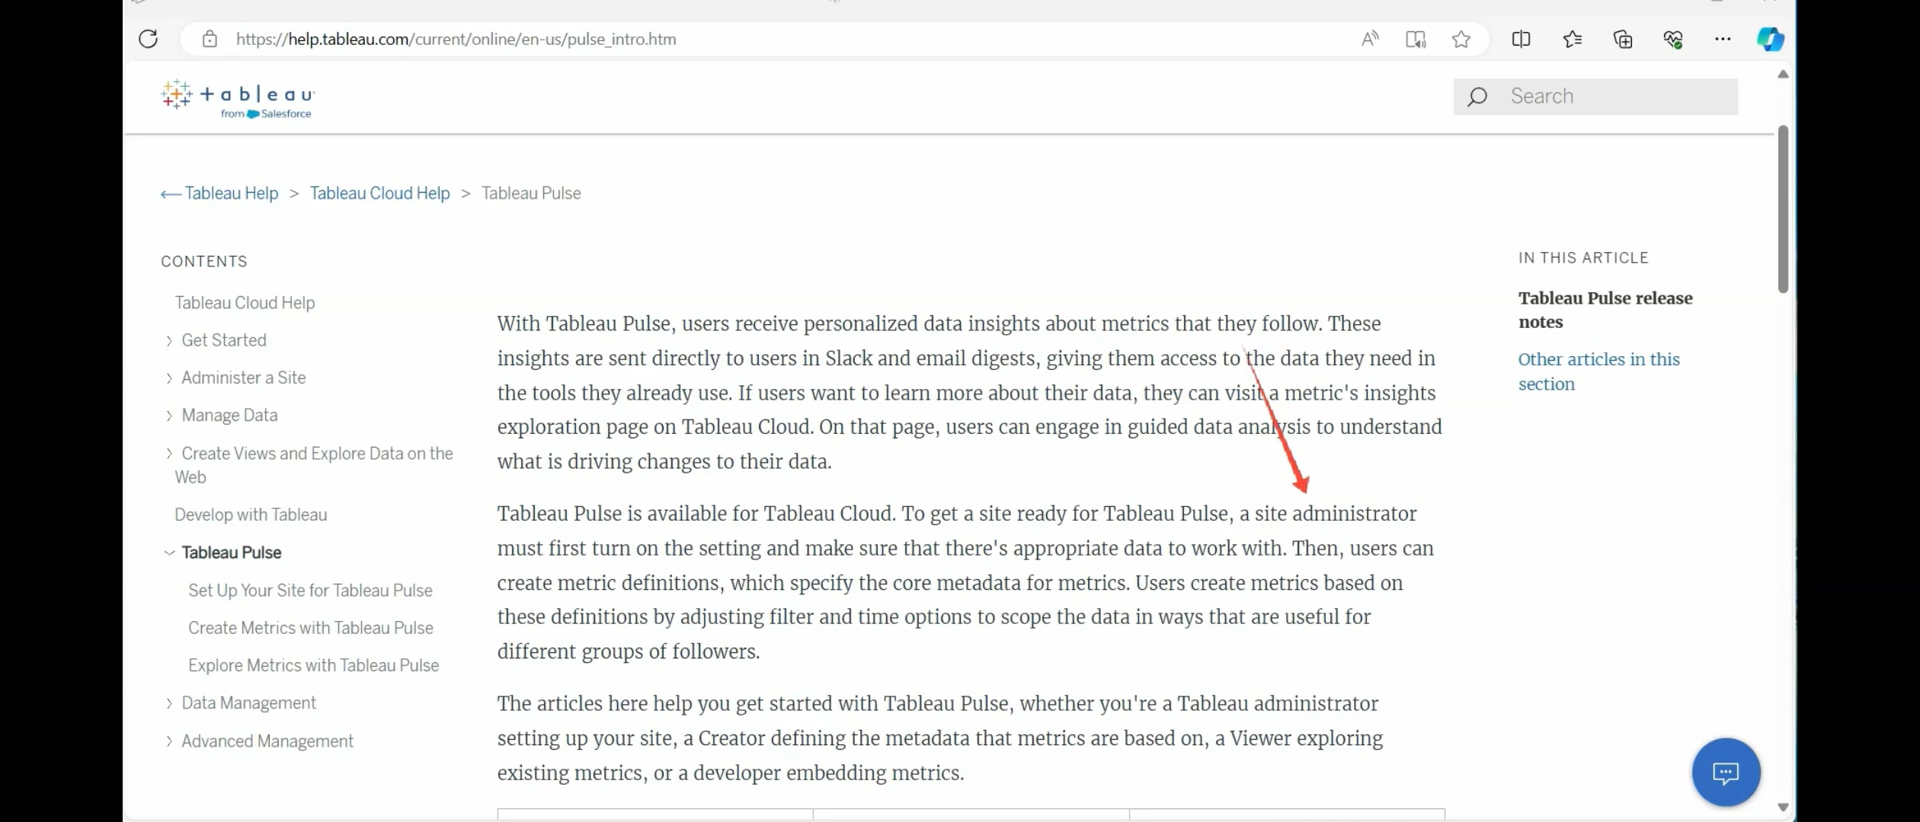 https://help.tableau.com/current/online/en-us/pulse_intro.htm
+ a b | e a u
from Salesforce
Search
Tableau Help > Tableau Cloud Help > Tableau Pulse
CONTENTS
Tableau Cloud Help
Get Started
Administer a Site
Manage Data
Create Views and Explore Data on the
Web
Develop with Tableau
Tableau Pulse
Set Up Your Site for Tableau Pulse
Create Metrics with Tableau Pulse
Explore Metrics with Tableau Pulse
Data Management
Advanced Management
With Tableau Pulse, users receive personalized data insights about metrics that they follow. These
insights are sent directly to users in Slack and email digests, giving them access to the data they need in
the tools they already use. If users want to learn more about their data, they can visit a metric's insights
exploration page on Tableau Cloud. On that page, users can engage in guided data analysis to understand
what is driving changes to their data.
Tableau Pulse is available for Tableau Cloud. To get a site ready for Tableau Pulse, a site administrator
must first turn on the setting and make sure that there's appropriate data to work with. Then, users can
create metric definitions, which specify the core metadata for metrics. Users create metrics based on
these definitions by adjusting filter and time options to scope the data in ways that are useful for
different groups of followers.
The articles here help you get started with Tableau Pulse, whether you're a Tableau administrator
setting up your site, a Creator defining the metadata that metrics are based on, a Viewer exploring
existing metrics, or a developer embedding metrics.
IN THIS ARTICLE
Tableau Pulse release
notes
Other articles in this
section